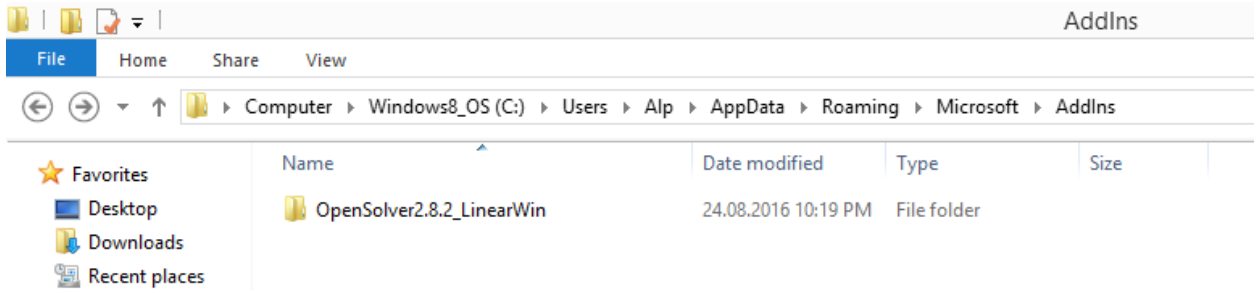 AddIns
File Home Share View
Computer Windows8_OS (C:) Users Alp AppData Roaming Microsoft AddIns
Favorites
Desktop
Downloads
Recent places
Name Date modified Type Size
OpenSolver2.8.2_LinearWin 24.08.2016 10:19 PM File folder